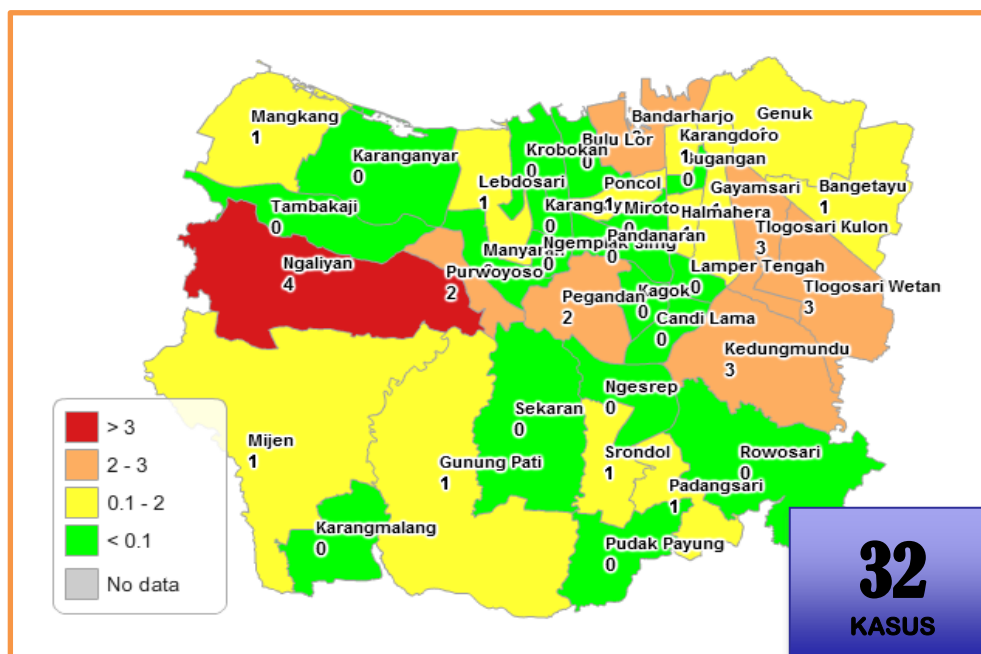 Mangkang
1
Karanganyar
0
Tambakaji
0
Ngaliyan
4
Lebdosari
1
Krobokan
0
Bulu Lor
0
Bandarharjo
Karangdoro
1
Genuk
0
Poncol
1
Gayamsari
Bangetayu
1
0
Miroto
Halmahera
Tlogosari Kulon
3
0
Pandanaran
0
Lamper Tengah
0
Tlogosari Wetan
3
Purwoyoso
2
Pegandan
2
Kagok
0
Candi Lama
0
Kedungmundu
3
Ngesrep
0
Sekaran
0
Mijen
1
Gunung Pati
1
Srondol
1
Rowosari
0
Padangsari
1
Karangmalang
0
Pudak Payung
0
> 3
2 - 3
0.1 - 2
< 0.1
No data
32
KASUS